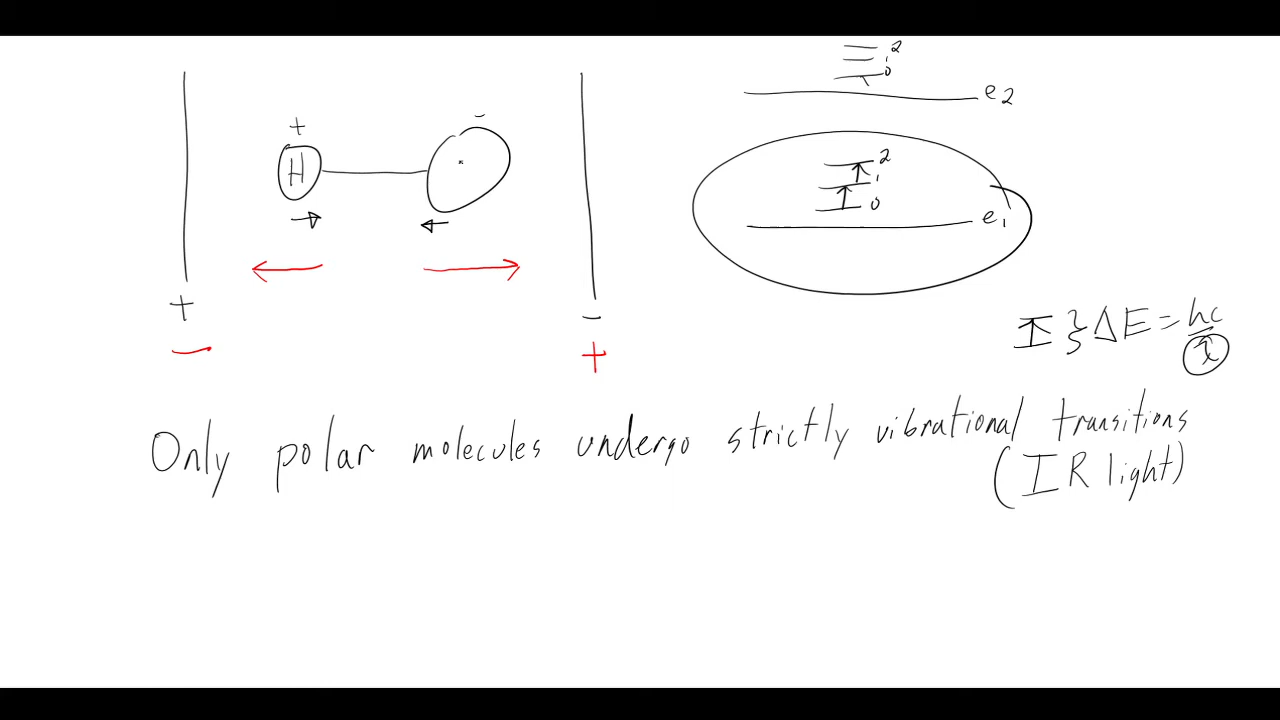 2
1
0
e2
+
-
H
2
1
0
e1
+
-
-
+
ΔE = hc
λ
Only polar molecules undergo strictly vibrational transitions
(IR light)